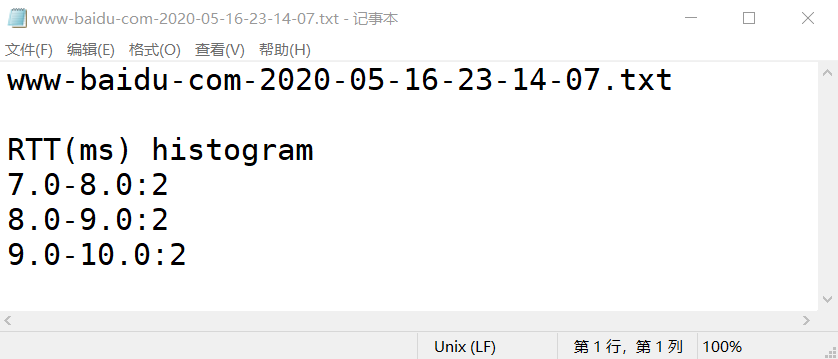 www-baidu-com-2020-05-16-23-14-07.txt - 记事本
文件(F) 编辑(E) 格式(O) 查看(V) 帮助(H)
www-baidu-com-2020-05-16-23-14-07.txt
RTT(ms) histogram
7.0-8.0:2
8.0-9.0:2
9.0-10.0:2
Unix (LF) 第 1 行，第 1 列 100%